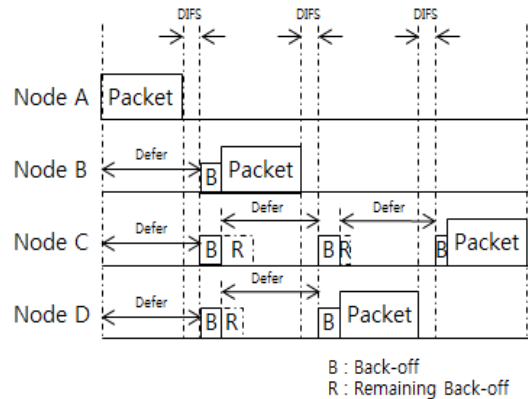 DIFS DIFS DIFS
Node A Packet
Defer
Node B B Packet
Defer Defer Defer
Node C B R B R B Packet
Defer Defer
Node D B R B Packet
B : Back-off
R : Remaining Back-off